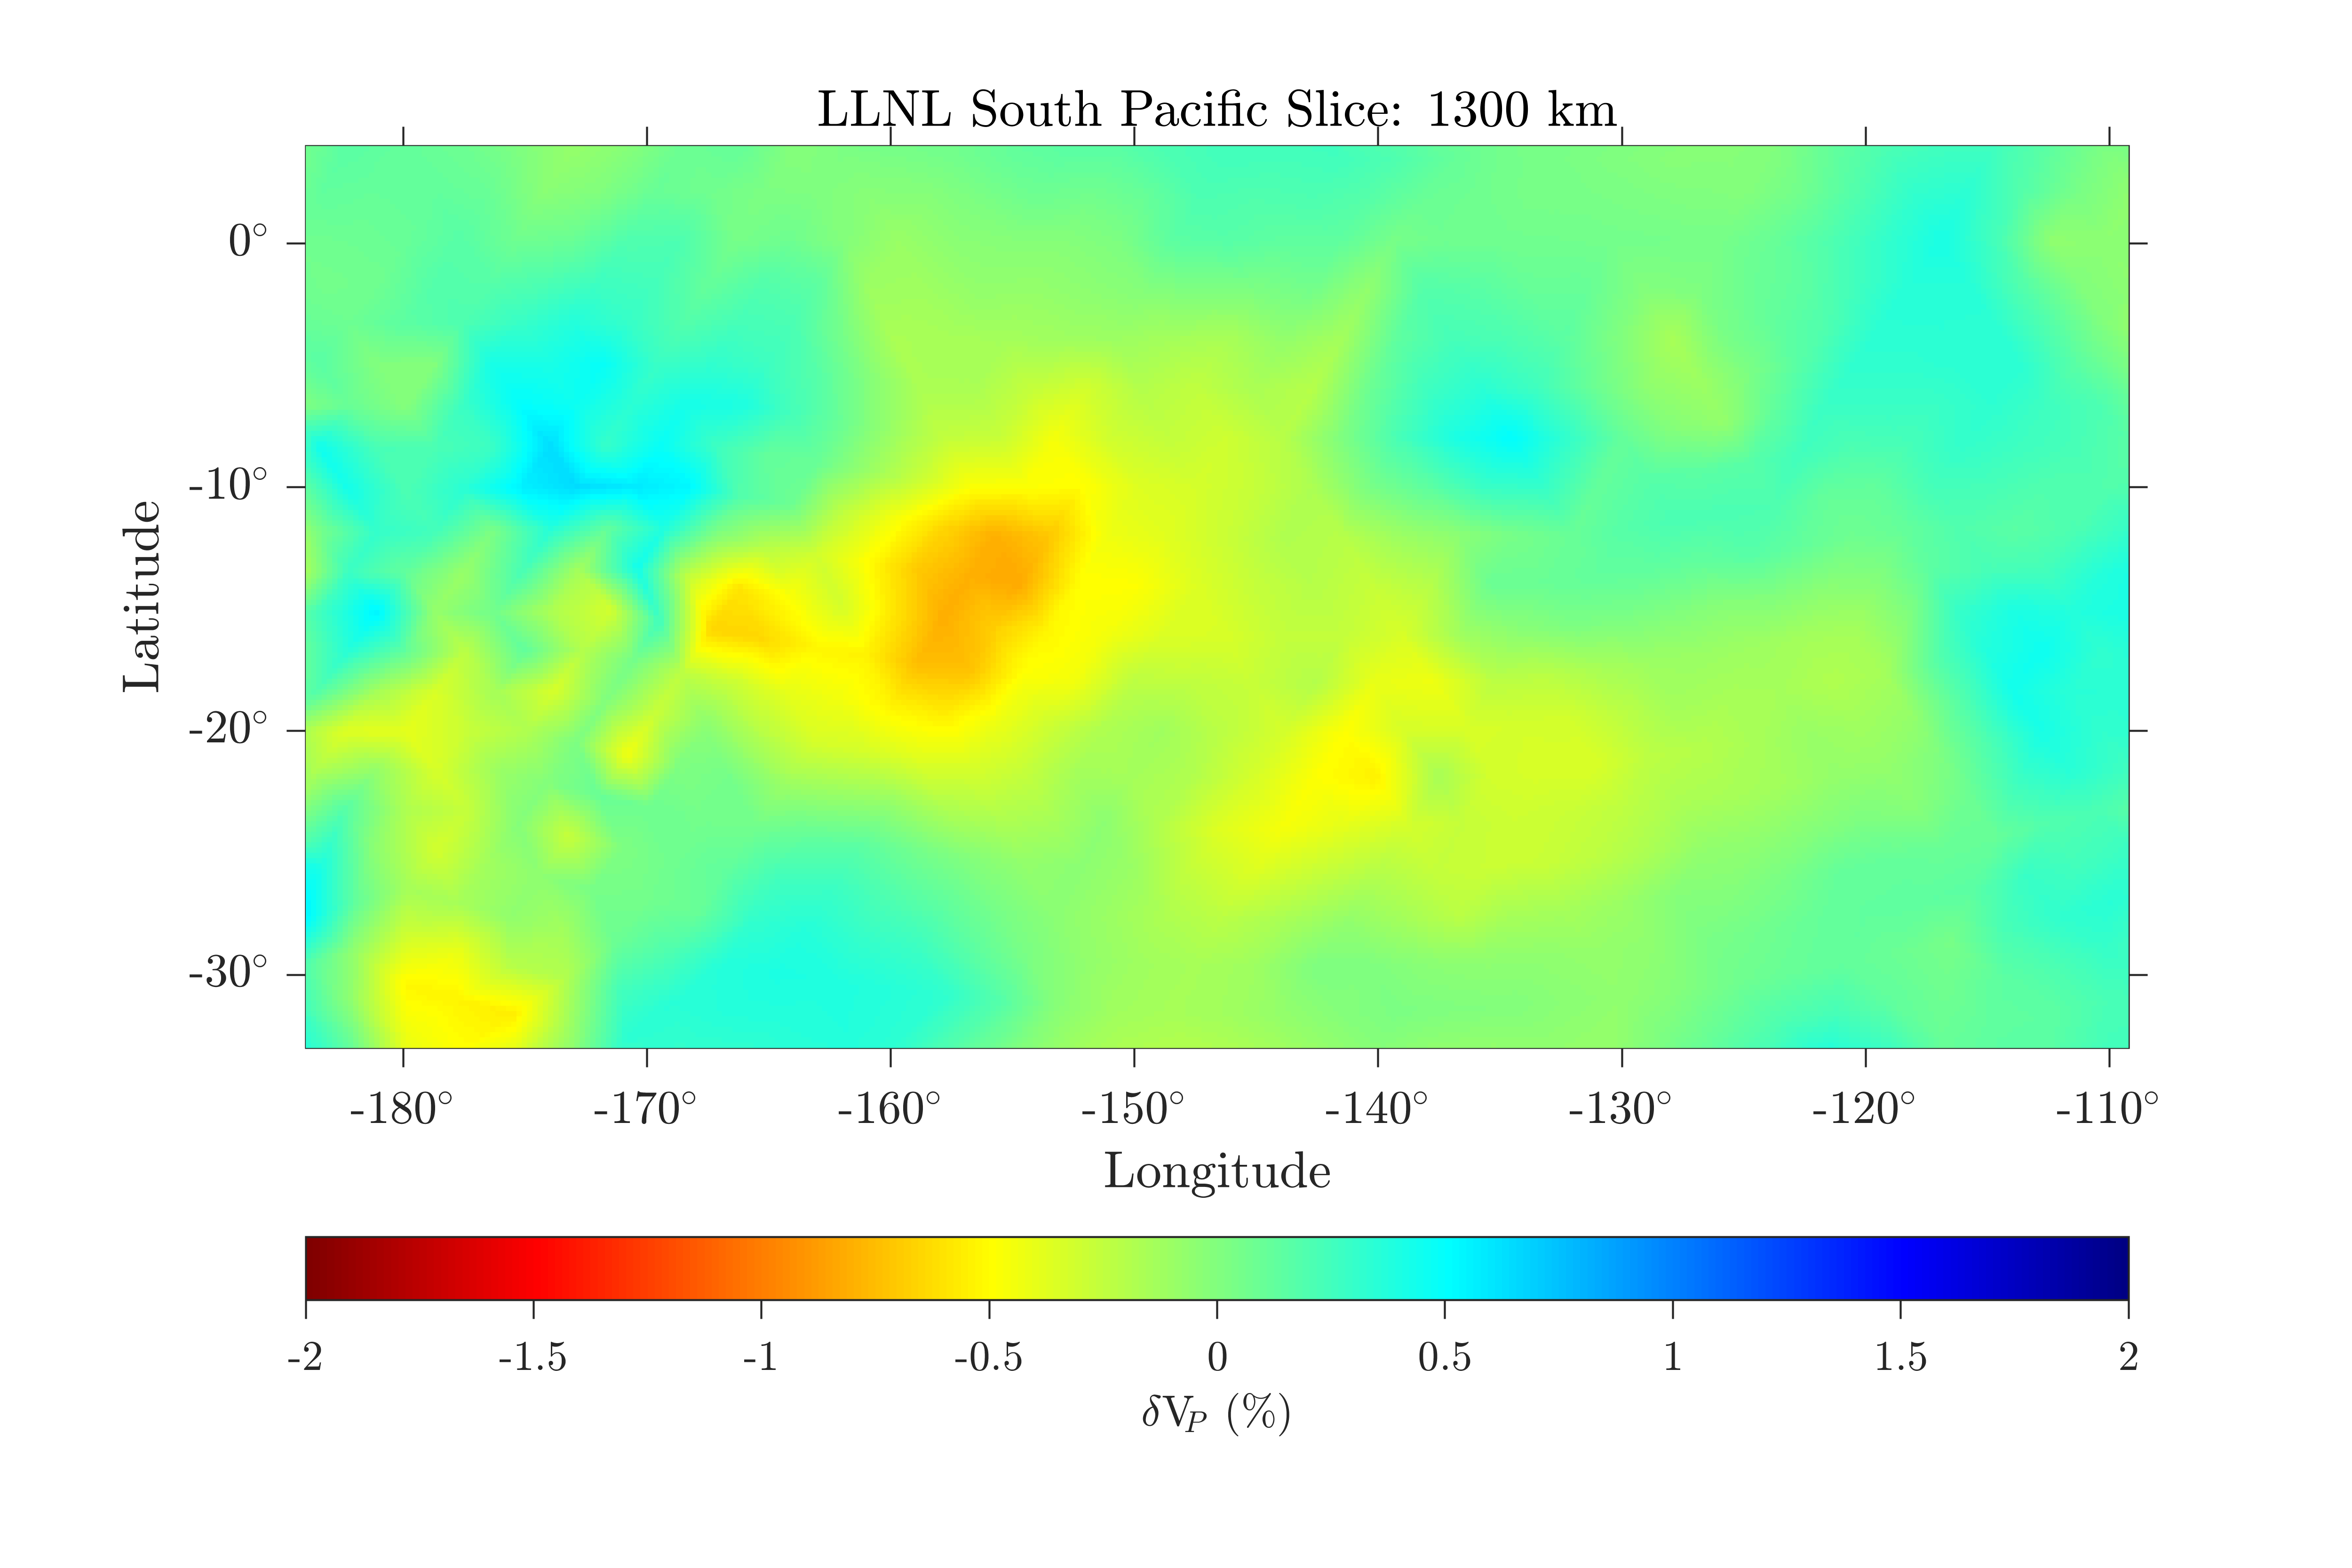 LLNL South Pacific Slice: 1300 km
0°
-10°
-20°
-30°
Latitude
-180° -170° -160° -150° -140° -130° -120° -110°
Longitude
-2 -1.5 -1 -0.5 0 0.5 1 1.5 2
δV_P (%)